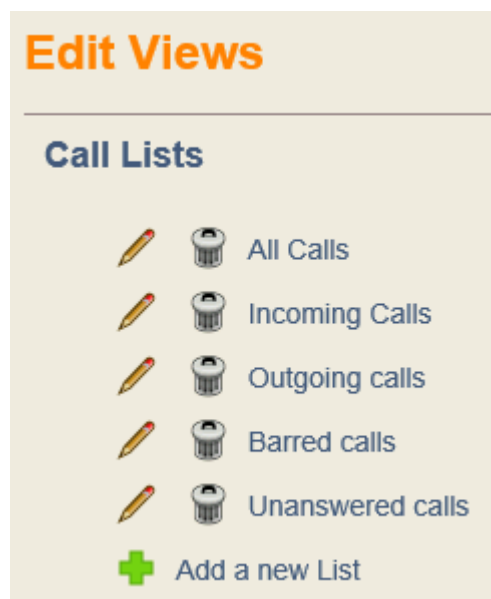 Edit Views
Call Lists
All Calls
Incoming Calls
Outgoing calls
Barred calls
Unanswered calls
Add a new List